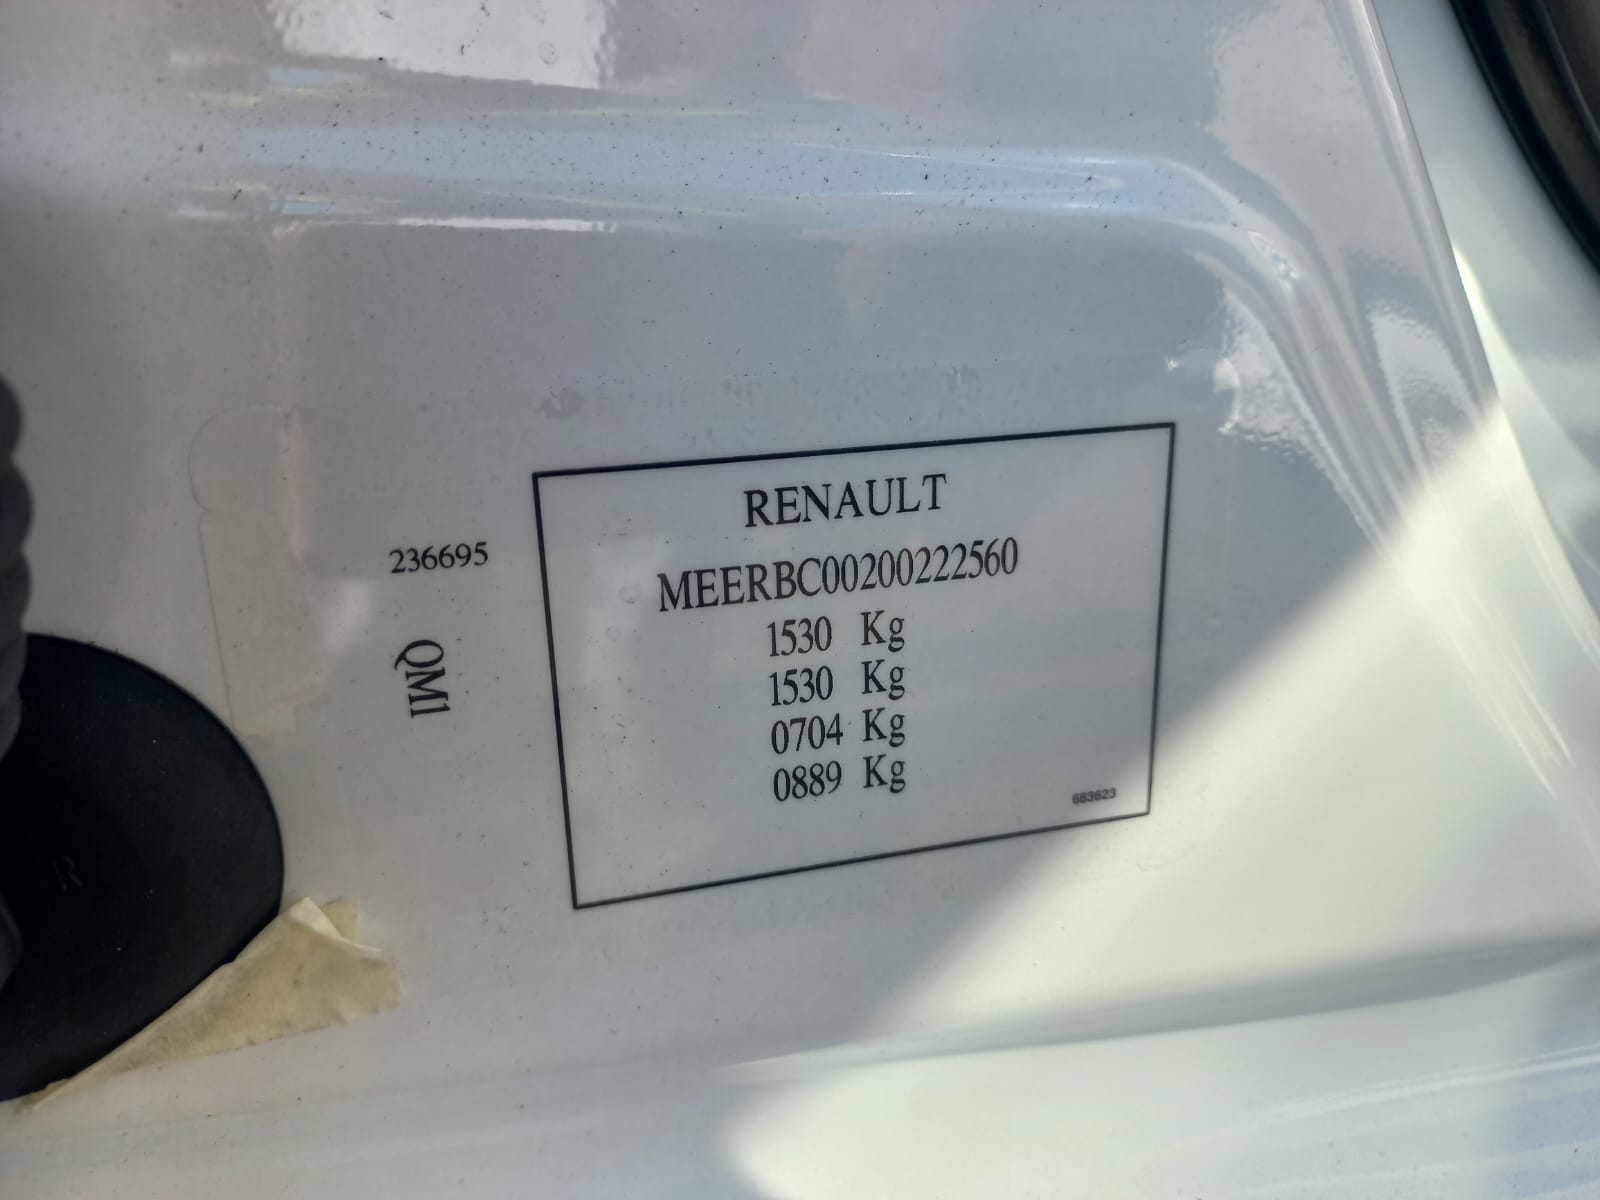 RENAULT
236695
MEERBC00200222560
1530 Kg
QM1
1530 Kg
0704 Kg
0889 Kg
683623
R